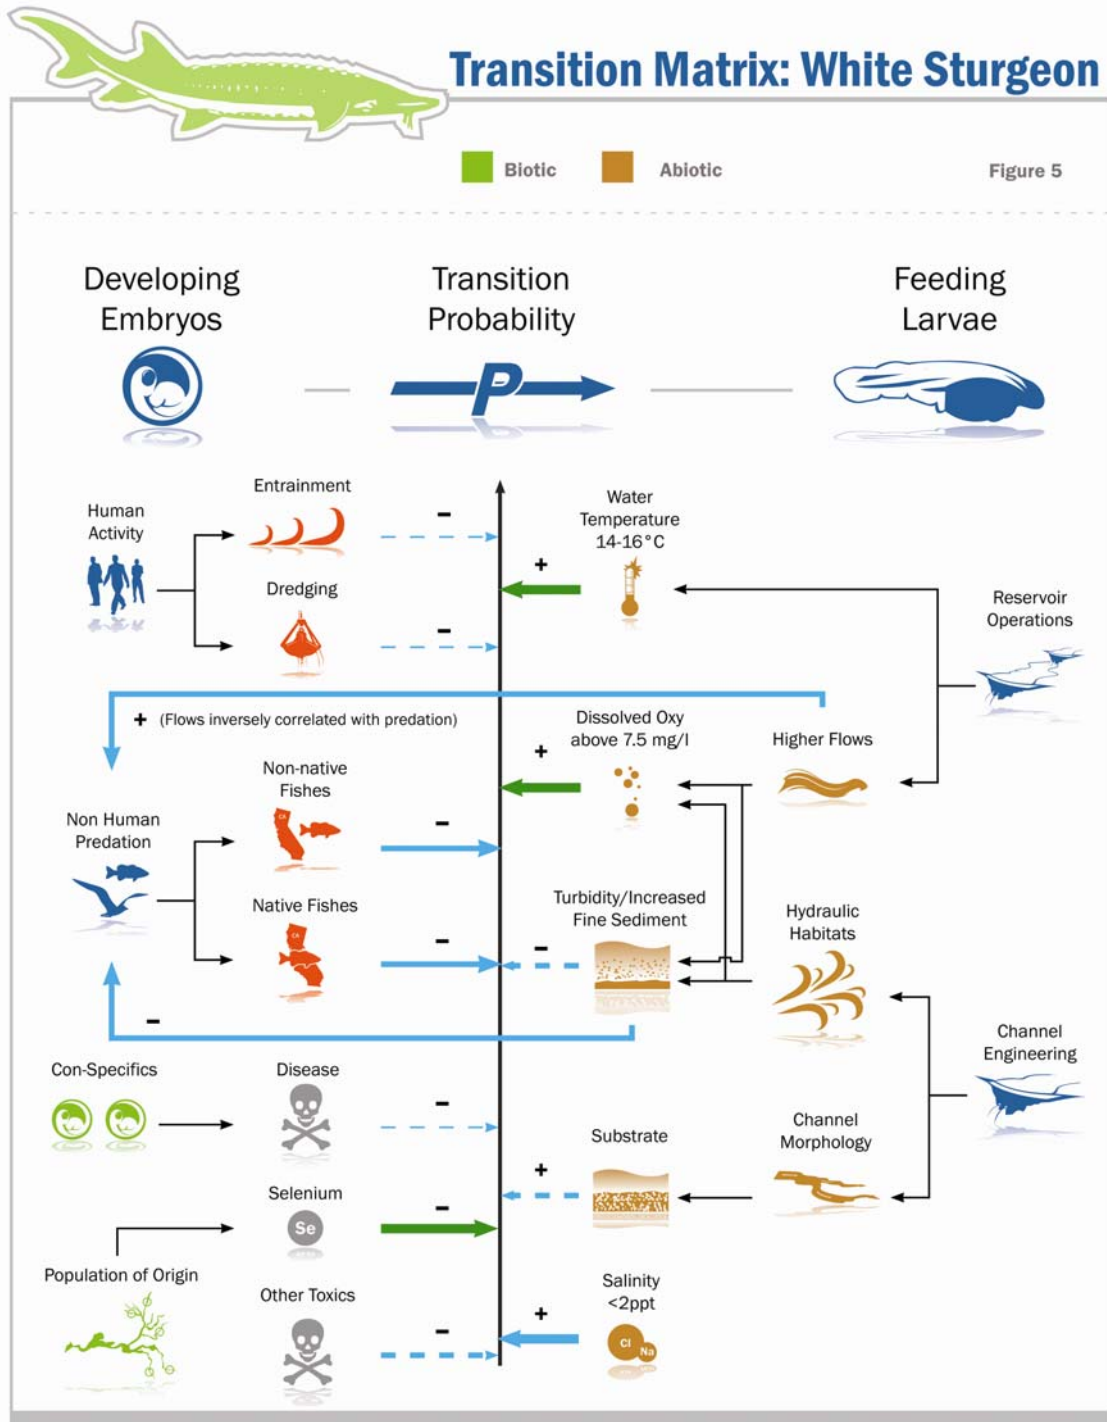 Transition Matrix: White Sturgeon
Biotic
Abiotic
Figure 5
Developing
Embryos
Transition
Probability
P
Feeding
Larvae
Human
Activity
Entrainment
-
Dredging
-
Water
Temperature
14-16°C
+
Reservoir
Operations
+ (Flows inversely correlated with predation)
Dissolved Oxy
above 7.5 mg/l
+
Higher Flows
Non Human
Predation
Non-native
Fishes
CA
-
Native Fishes
CA
-
Turbidity/Increased
Fine Sediment
-
Hydraulic
Habitats
-
Channel
Engineering
Con-Specifics
Disease
-
Substrate
+
Channel
Morphology
Selenium
Se
-
Population of Origin
Other Toxics
-
Salinity
<2ppt
+
Cl
Na